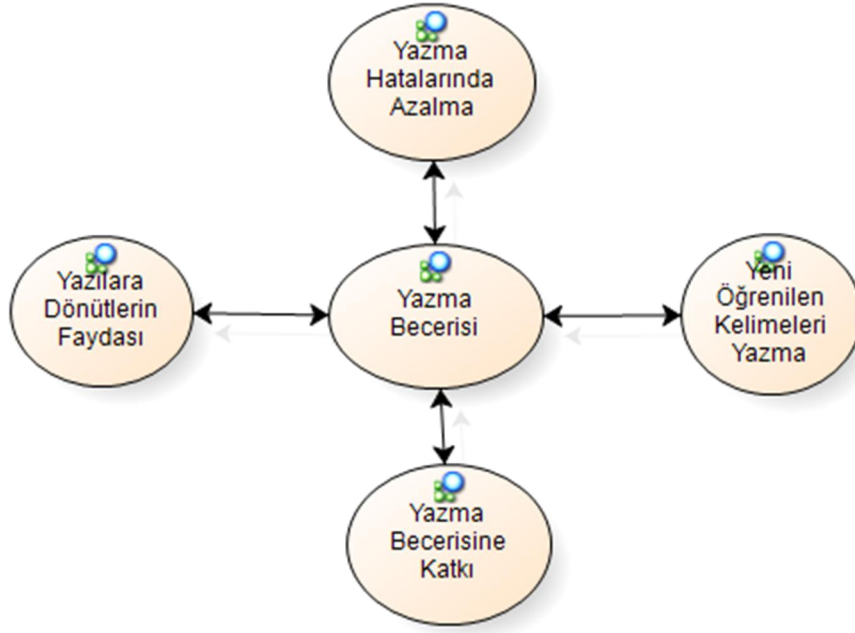 Yazma
Hatalarında
Azalma
Yazılara
Dönütlerin
Faydası
Yazma
Becerisi
Yeni
Öğrenilen
Kelimeleri
Yazma
Yazma
Becerisine
Katkı